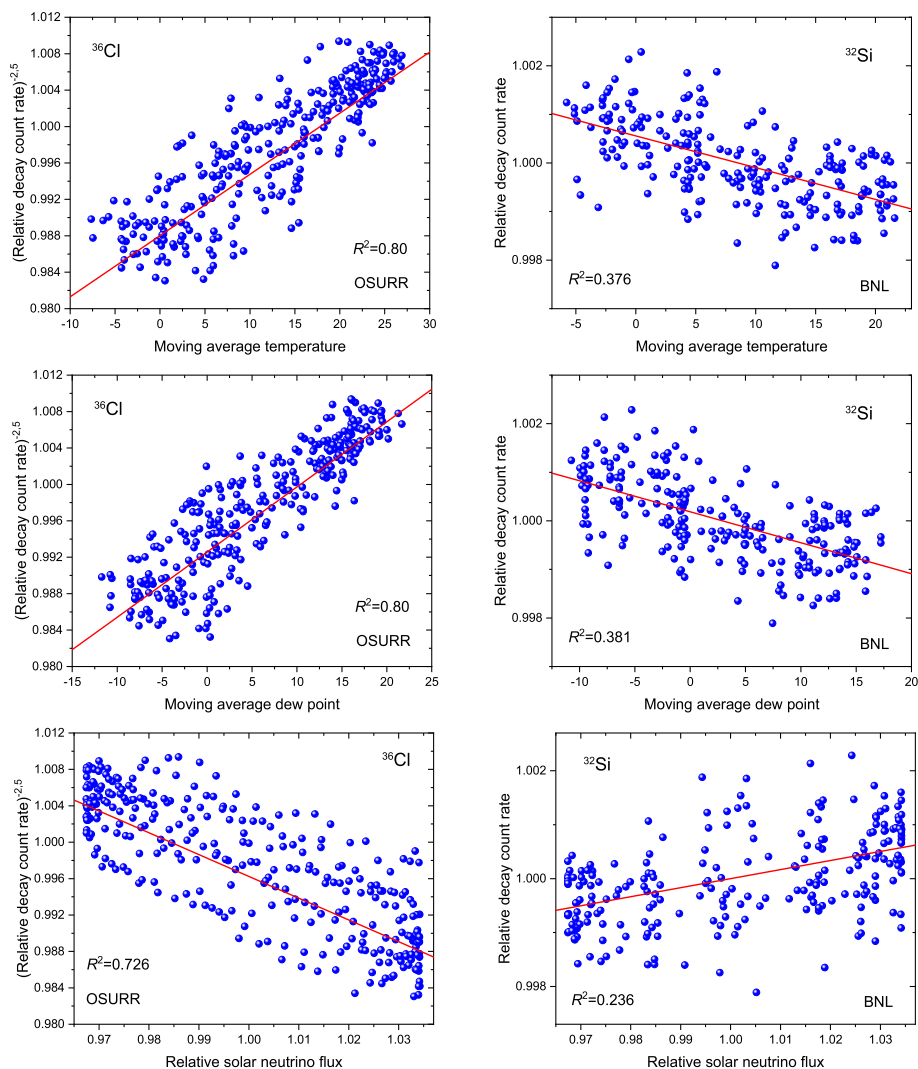 1.012
1.008
1.004
1.000
0.996
0.992
0.988
0.984
0.980
(Relative decay count rate)-2,5
36Cl
R2=0.80
OSURR
-10 -5 0 5 10 15 20 25 30
Moving average temperature
1.002
1.000
0.998
Relative decay count rate
32Si
R2=0.376
BNL
-5 0 5 10 15 20
Moving average temperature
1.012
1.008
1.004
1.000
0.996
0.992
0.988
0.984
0.980
(Relative decay count rate)-2,5
36Cl
R2=0.80
OSURR
-15 -10 -5 0 5 10 15 20 25
Moving average dew point
1.002
1.000
0.998
Relative decay count rate
32Si
R2=0.381
BNL
-10 -5 0 5 10 15 20
Moving average dew point
1.012
1.008
1.004
1.000
0.996
0.992
0.988
0.984
0.980
(Relative decay count rate)-2,5
36Cl
R2=0.726
OSURR
0.97 0.98 0.99 1.00 1.01 1.02 1.03
Relative solar neutrino flux
1.002
1.000
0.998
Relative decay count rate
32Si
R2=0.236
BNL
0.97 0.98 0.99 1.00 1.01 1.02 1.03
Relative solar neutrino flux